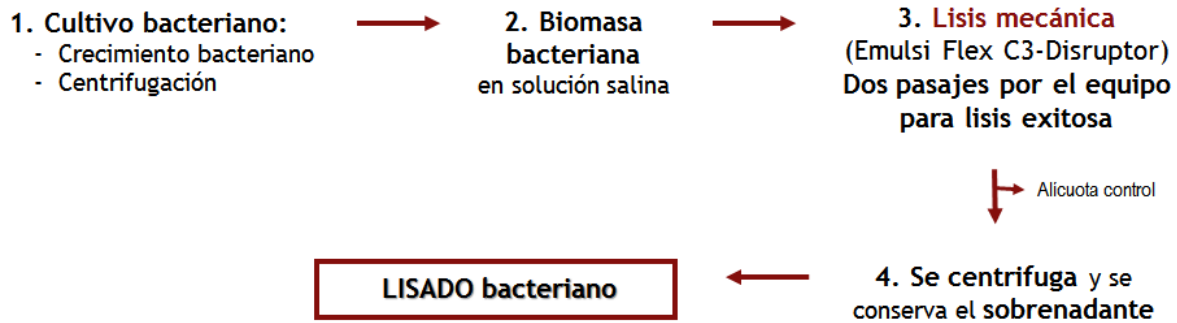 1. Cultivo bacteriano:
- Crecimiento bacteriano
- Centrifugación
2. Biomasa
bacteriana
en solución salina
3. Lisis mecánica
(Emulsi Flex C3-Disruptor)
Dos pasajes por el equipo
para lisis exitosa
Alicuota control
4. Se centrifuga y se
conserva el sobrenadante
LISADO bacteriano